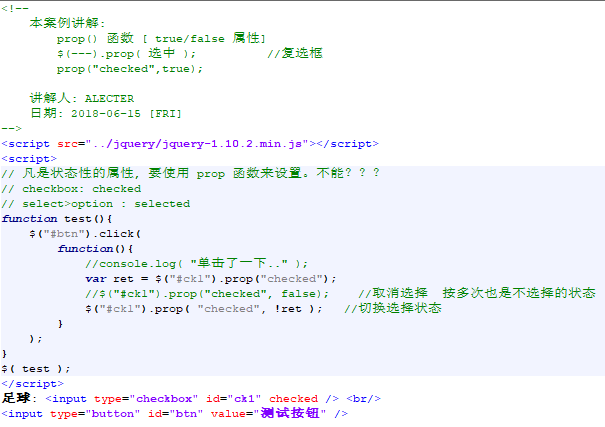 <!--
本案例讲解:
prop() 函数 [ true/false 属性]
$(---).prop( 选中 ); //复选框
prop("checked",true);
讲解人: ALECTER
日期: 2018-06-15 [FRI]
-->
<script src="../jquery/jquery-1.10.2.min.js"></script>
<script>
// 凡是状态性的属性, 要使用 prop 函数来设置。不能？？？
// checkbox: checked
// select>option : selected
function test(){
$("#btn").click(
function(){
//console.log( "单击了一下.." );
var ret = $("#ck1").prop("checked");
//$("#ck1").prop("checked", false); //取消选择 按多次也是不选择的状态
$("#ck1").prop( "checked", !ret ); //切换选择状态
}
);
}
$( test );
</script>
足球: <input type="checkbox" id="ck1" checked /> <br/>
<input type="button" id="btn" value="测试按钮" />